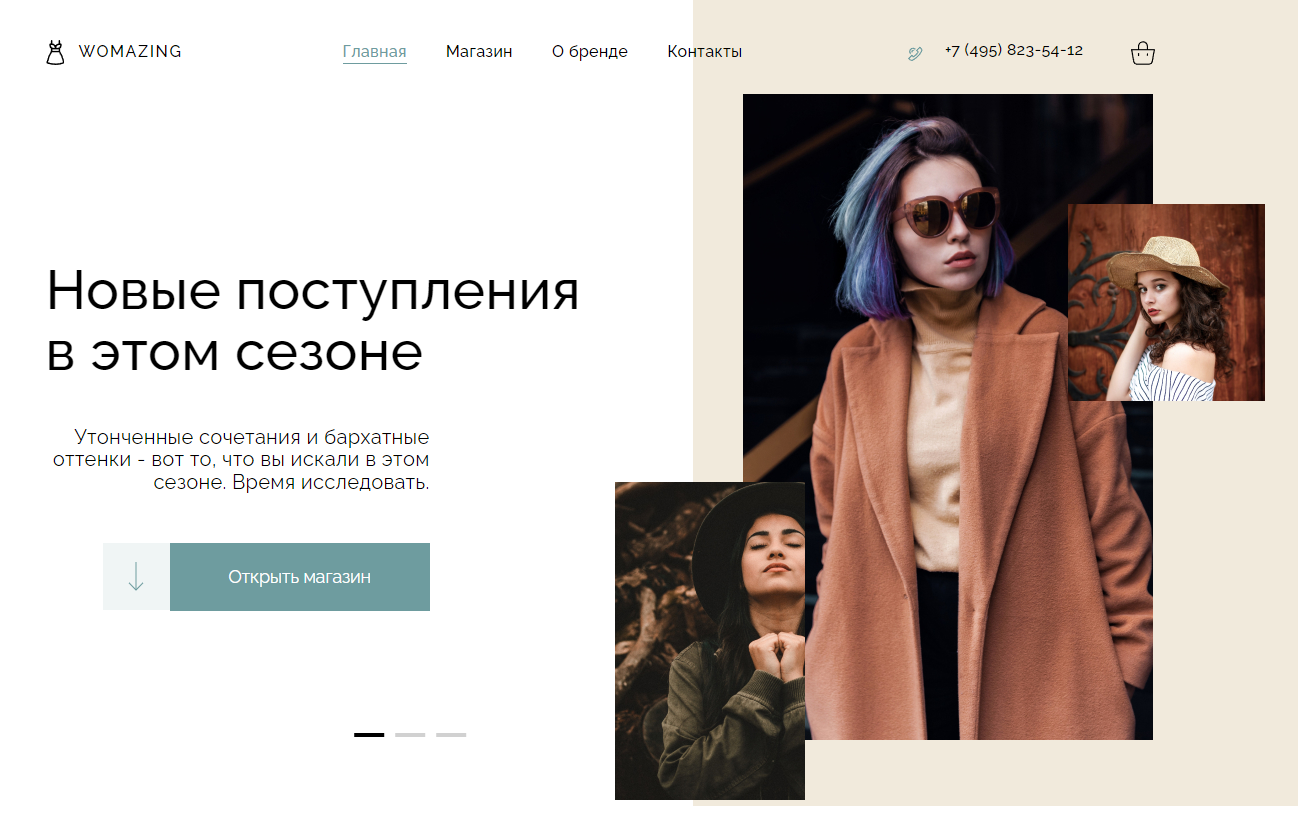 WOMAZING
Главная
Магазин
О бренде
Контакты
+7 (495) 823-54-12
Новые поступления
в этом сезоне
Утонченные сочетания и бархатные
оттенки - вот то, что вы искали в этом
сезоне. Время исследовать.
Открыть магазин